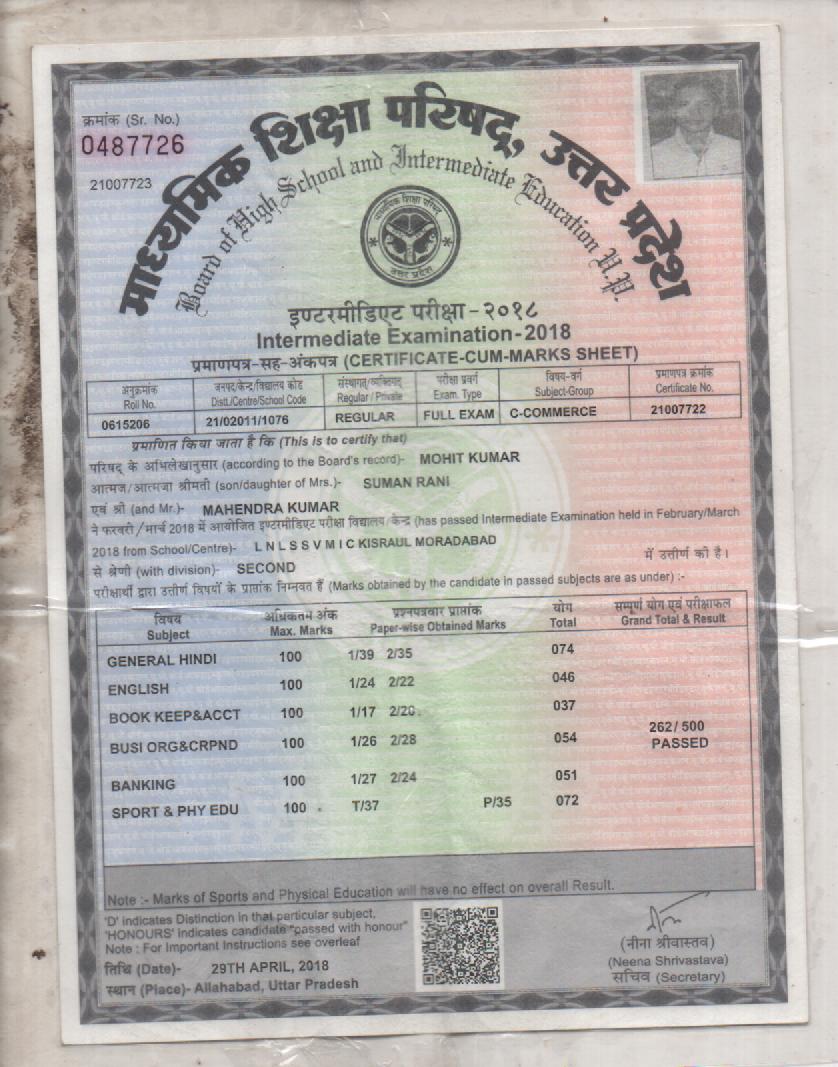 क्रमांक (Sr. No.)
0487726
21007723
माध्यमिक शिक्षा परिषद्, उत्तर प्रदेश
Board of High School and Intermediate Education U.P.
माध्यमिक शिक्षा परिषद्
उत्तर प्रदेश
इण्टरमीडिएट परीक्षा - २०१८
Intermediate Examination-2018
प्रमाणपत्र-सह-अंकपत्र (CERTIFICATE-CUM-MARKS SHEET)
अनुक्रमांक जनपद/केन्द्र/विद्यालय कोड संस्थागत/व्यक्तिगत परीक्षा प्रवर्ग विषय-वर्ग प्रमाणपत्र क्रमांक
Roll No. Distt./Centre/School Code Regular / Private Exam. Type Subject-Group Certificate No.
0615206 21/02011/1076 REGULAR FULL EXAM C-COMMERCE 21007722
प्रमाणित किया जाता है कि (This is to certify that)
परिषद के अभिलेखानुसार (according to the Board's record)- MOHIT KUMAR
आत्मज/आत्मजा श्रीमती (son/daughter of Mrs.)- SUMAN RANI
एवं श्री (and Mr.)- MAHENDRA KUMAR
ने फरवरी/मार्च 2018 में आयोजित इण्टरमीडिएट परीक्षा विद्यालय/केन्द्र (has passed Intermediate Examination held in February/March
2018 from School/Centre)- L N L S S V M I C KISRAUL MORADABAD
से श्रेणी (with division)- SECOND में उत्तीर्ण की है।
परीक्षार्थी द्वारा उत्तीर्ण विषयों के प्राप्तांक निम्नवत हैं (Marks obtained by the candidate in passed subjects are as under) :-
विषय अधिकतम अंक प्रश्नपत्रवार प्राप्तांक योग सम्पूर्ण योग एवं परीक्षाफल
Subject Max. Marks Paper-wise Obtained Marks Total Grand Total & Result
GENERAL HINDI 100 1/39 2/35 074
ENGLISH 100 1/24 2/22 046
BOOK KEEP&ACCT 100 1/17 2/20 037
BUSI ORG&CRPND 100 1/26 2/28 054 262/500
PASSED
BANKING 100 1/27 2/24 051
SPORT & PHY EDU 100 T/37 P/35 072
Note :- Marks of Sports and Physical Education will have no effect on overall Result.
'D' indicates Distinction in that particular subject,
'HONOURS' indicates candidate "passed with honour"
Note : For Important Instructions see overleaf
तिथि (Date)- 29TH APRIL, 2018
स्थान (Place)- Allahabad, Uttar Pradesh
(नीना श्रीवास्तव)
(Neena Shrivastava)
सचिव (Secretary)